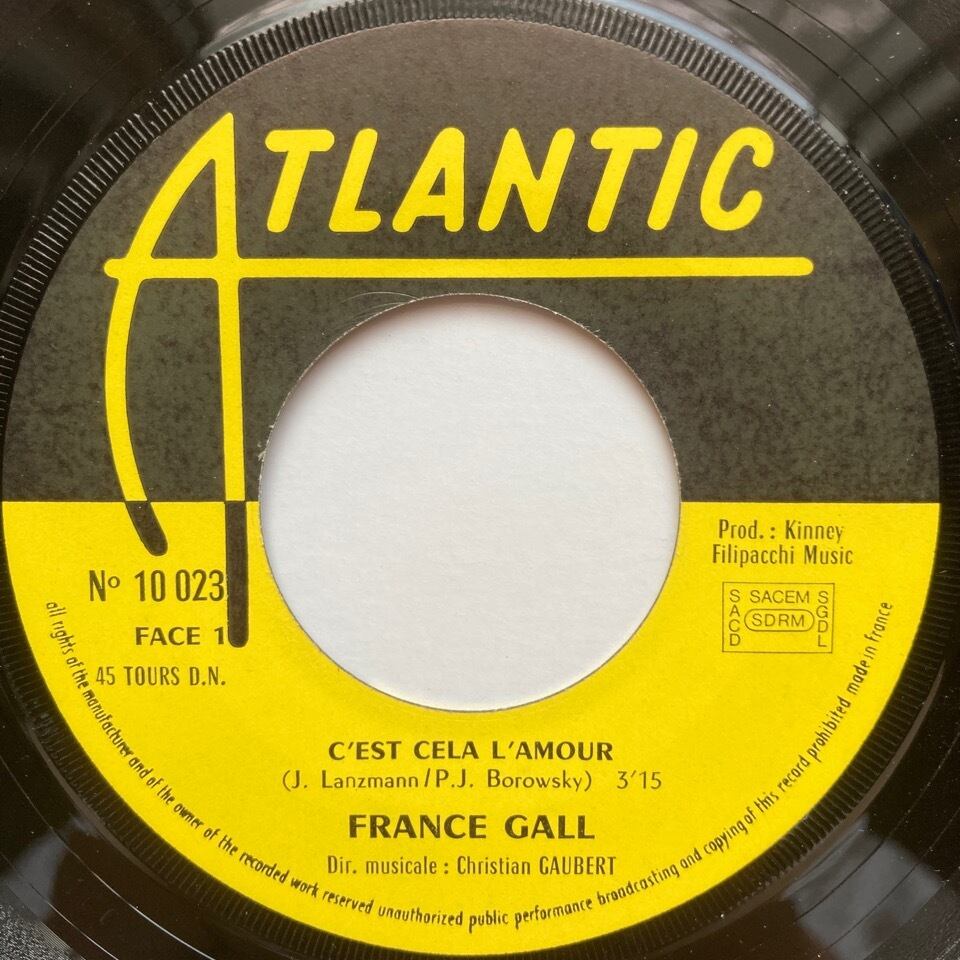 ATLANTIC
Prod.: Kinney
Filipacchi Music
Nº 10 023
FACE 1
45 TOURS D.N.
SACD
SACEM
SDRM
SGDL
C'EST CELA L'AMOUR
(J. Lanzmann/P.J. Borowsky) 3'15
FRANCE GALL
Dir. musicale : Christian GAUBERT
all rights of the manufacturer and of the owner of the recorded work reserved unauthorized public performance broadcasting and copying of this record prohibited made in france